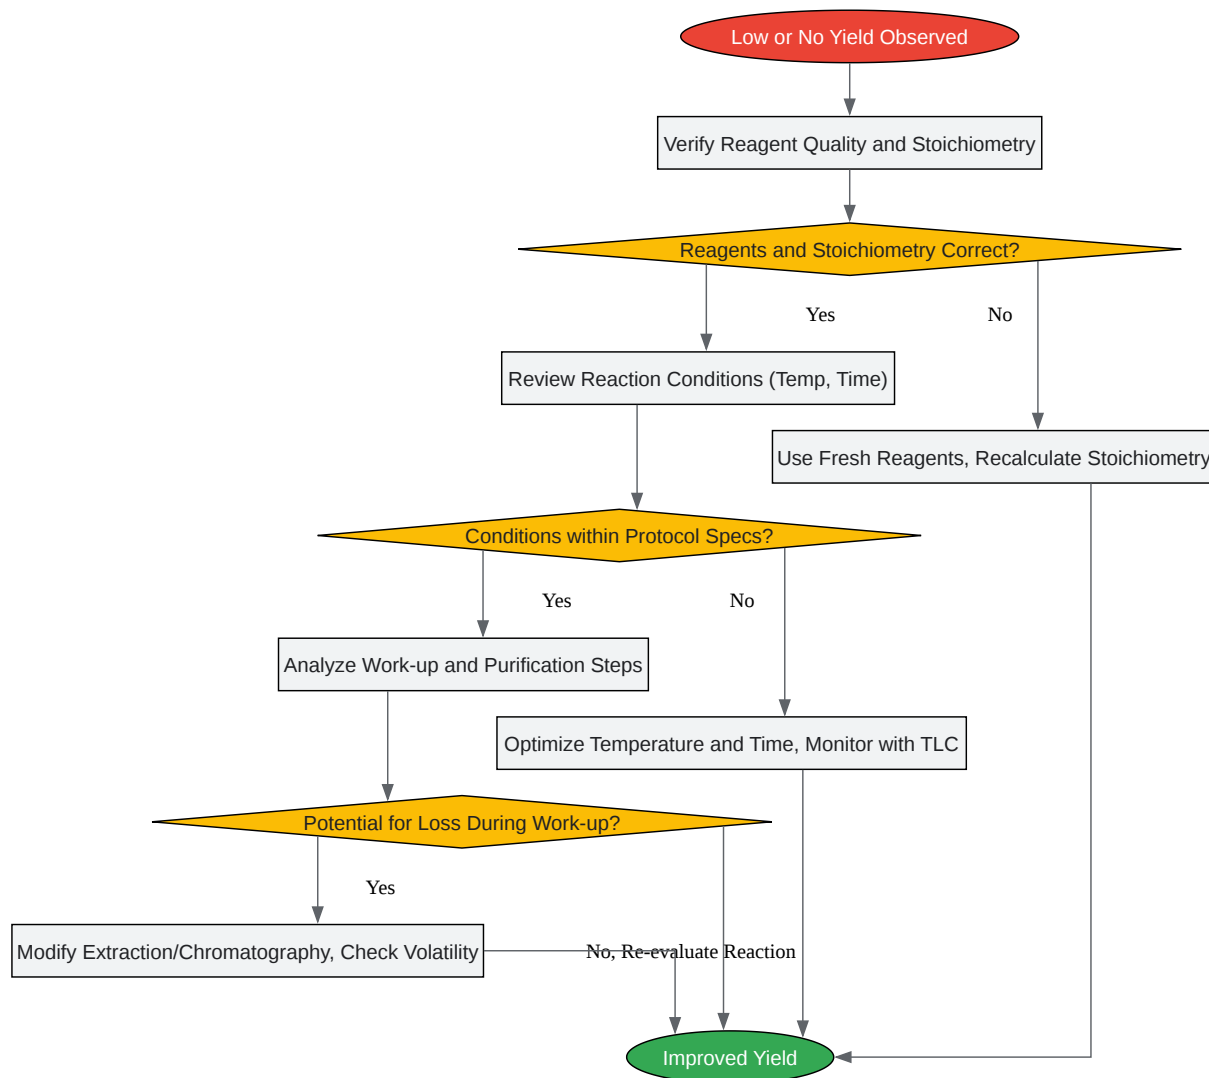 Low or No Yield Observed
Verify Reagent Quality and Stoichiometry
Reagents and Stoichiometry Correct?
Yes
No
Review Reaction Conditions (Temp, Time)
Use Fresh Reagents, Recalculate Stoichiometry
Conditions within Protocol Specs?
Yes
No
Analyze Work-up and Purification Steps
Optimize Temperature and Time, Monitor with TLC
Potential for Loss During Work-up?
Yes
Modify Extraction/Chromatography, Check Volatility
No, Re-evaluate Reaction
Improved Yield